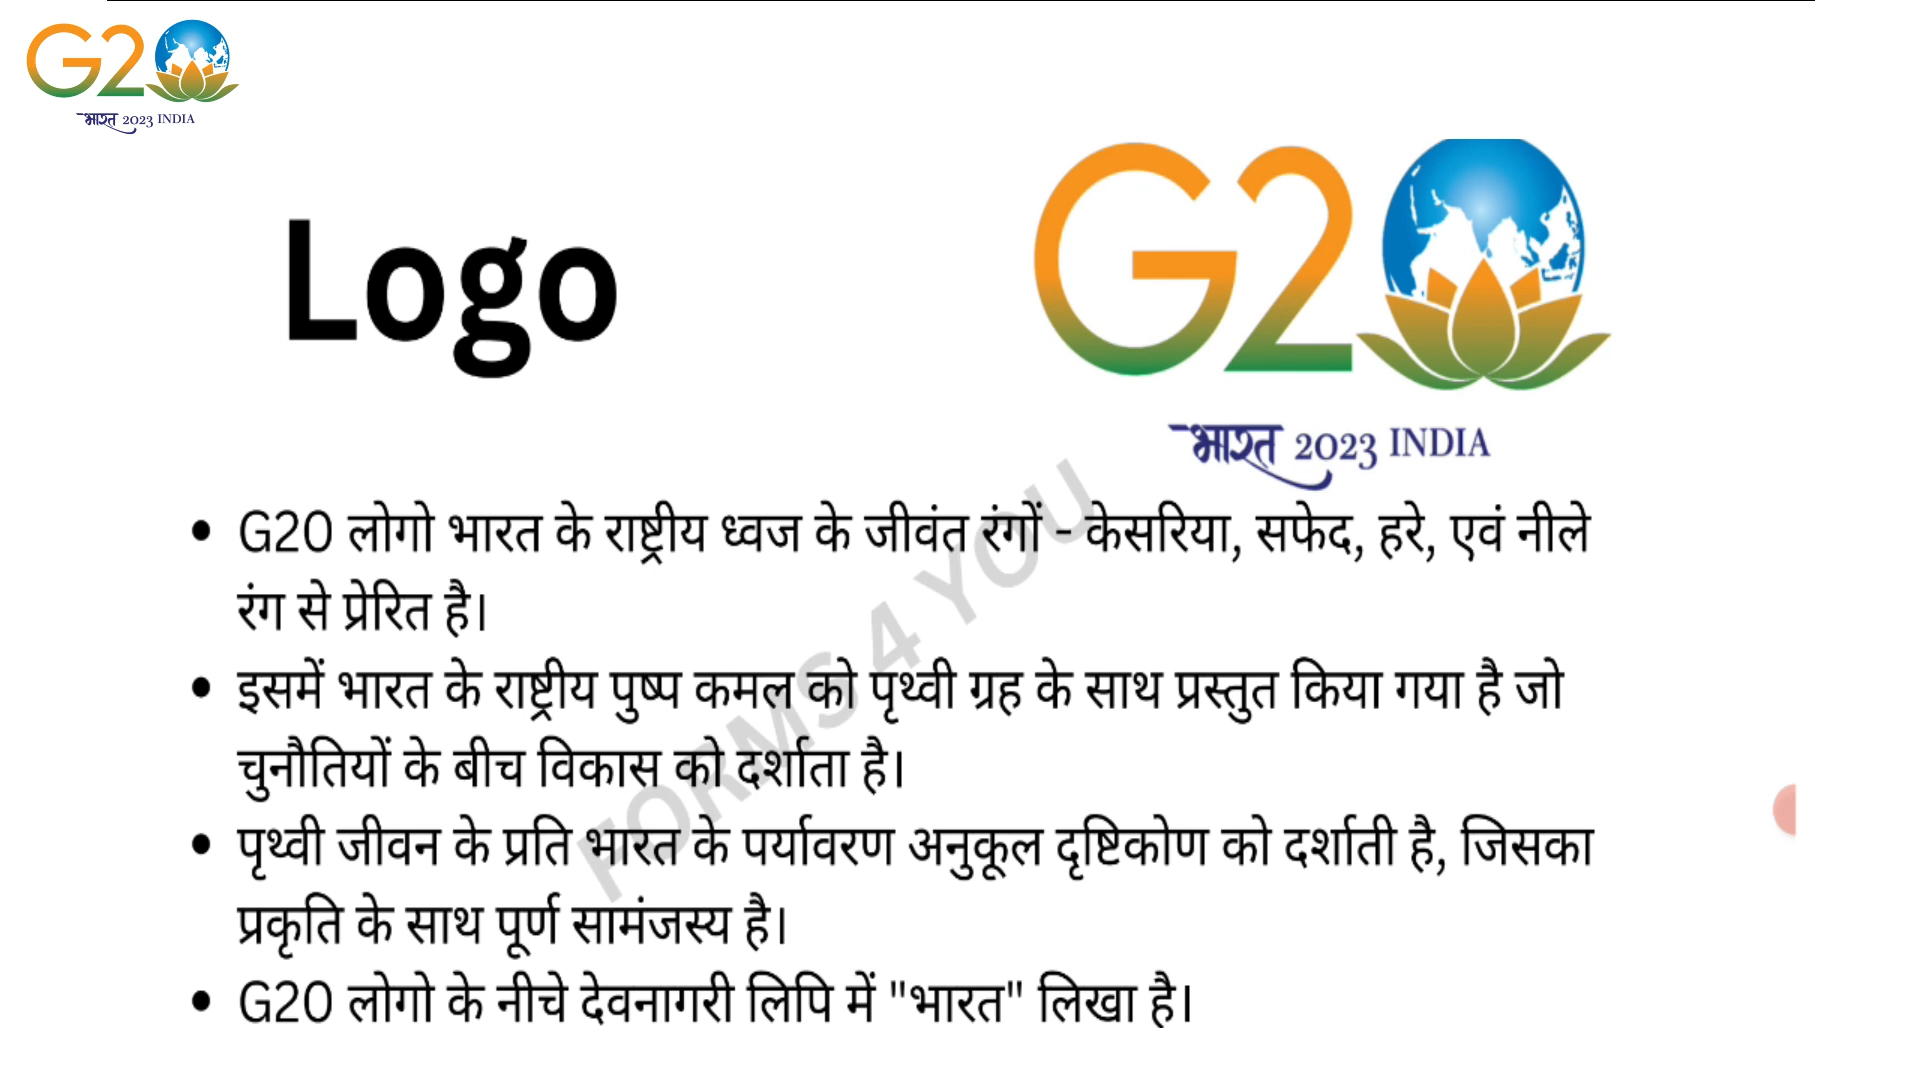 G20
भारत 2023 INDIA
G20
Logo
भारत 2023 INDIA
FORMS 4 YOU
• G20 लोगो भारत के राष्ट्रीय ध्वज के जीवंत रंगों - केसरिया, सफेद, हरे, एवं नीले
रंग से प्रेरित है।
• इसमें भारत के राष्ट्रीय पुष्प कमल को पृथ्वी ग्रह के साथ प्रस्तुत किया गया है जो
चुनौतियों के बीच विकास को दर्शाता है।
• पृथ्वी जीवन के प्रति भारत के पर्यावरण अनुकूल दृष्टिकोण को दर्शाती है, जिसका
प्रकृति के साथ पूर्ण सामंजस्य है।
• G20 लोगो के नीचे देवनागरी लिपि में "भारत" लिखा है।